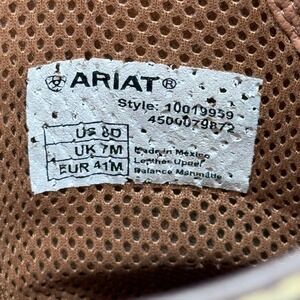 ARIAT®
Style: 10019959
4500079872
US 8D
UK 7M
EUR 41M
Made in Mexico
Leather Upper
Balance Manmade